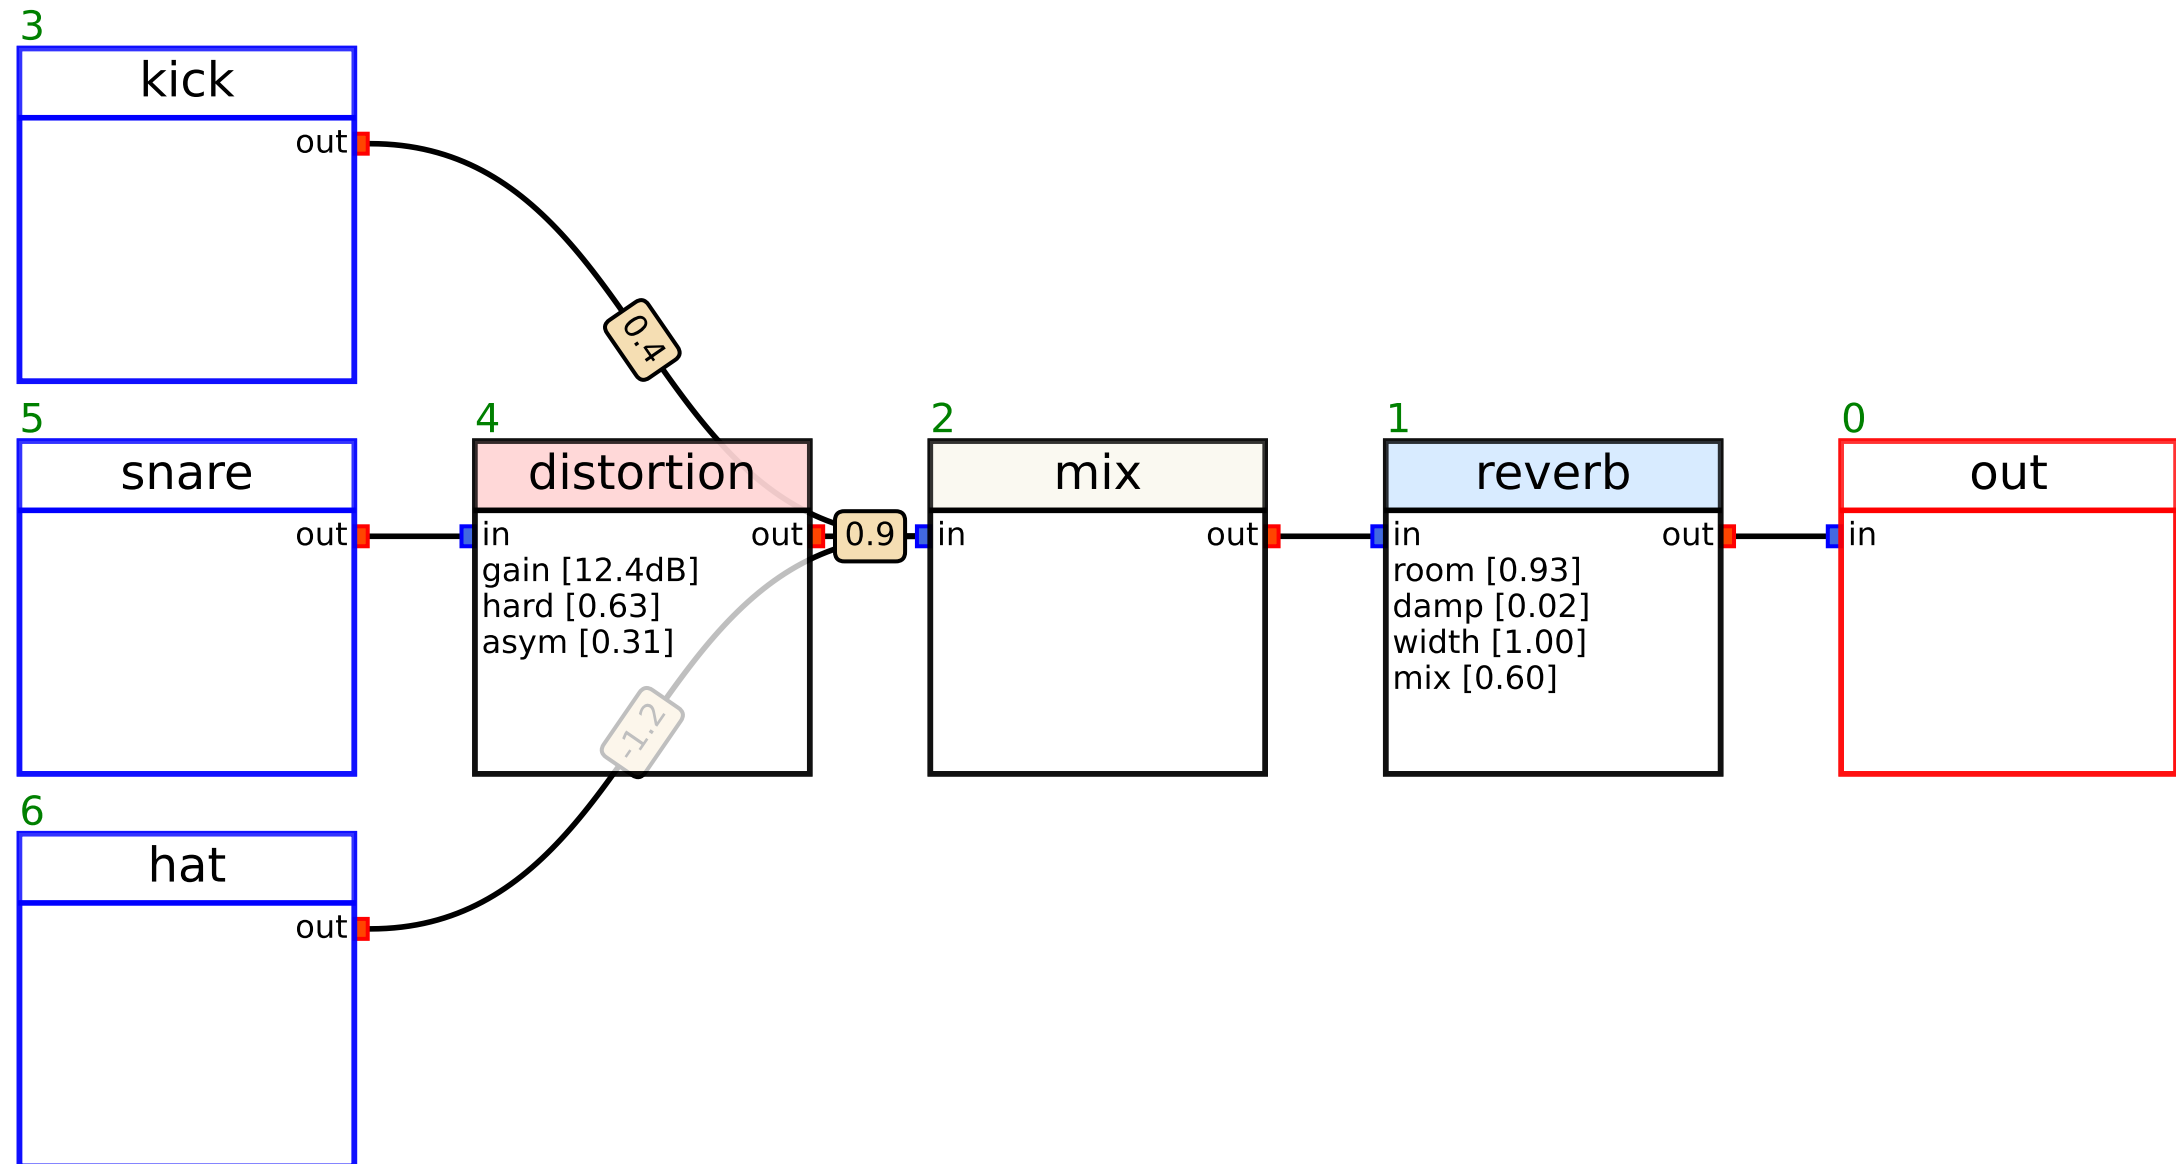 3
kick
out
0.4
5
snare
out
4
distortion
in
out
gain [12.4dB]
hard [0.63]
asym [0.31]
-1.2
0.9
2
mix
in
out
1
reverb
in
out
room [0.93]
damp [0.02]
width [1.00]
mix [0.60]
0
out
in
6
hat
out